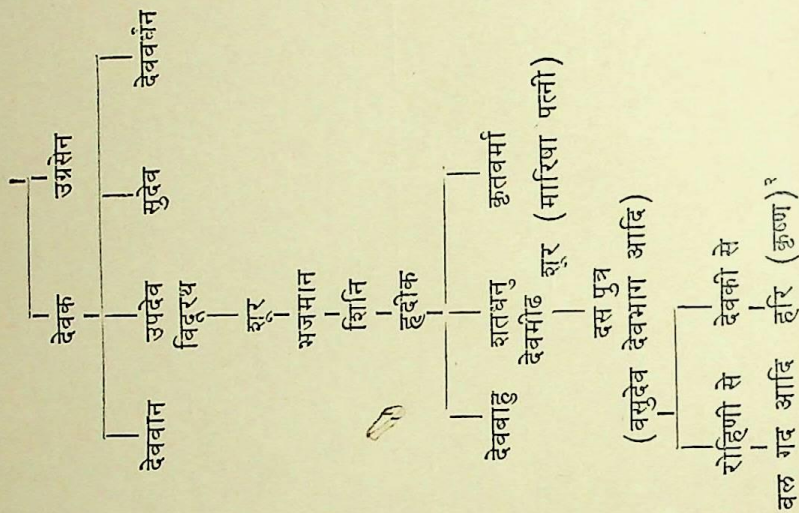 देवक उग्रसेन
देववान उपदेव सुदेव देववर्धन
विदूरथ
शूर
भजमान
शिनि
हृदीक
देवबाहु शतधनु कृतवर्मा
देवमीढ शूर (मारिषा पत्नी)
दस पुत्र
(वसुदेव देवभाग आदि)
रोहिणी से देवकी से
बल गद आदि हरि (कृष्ण)²